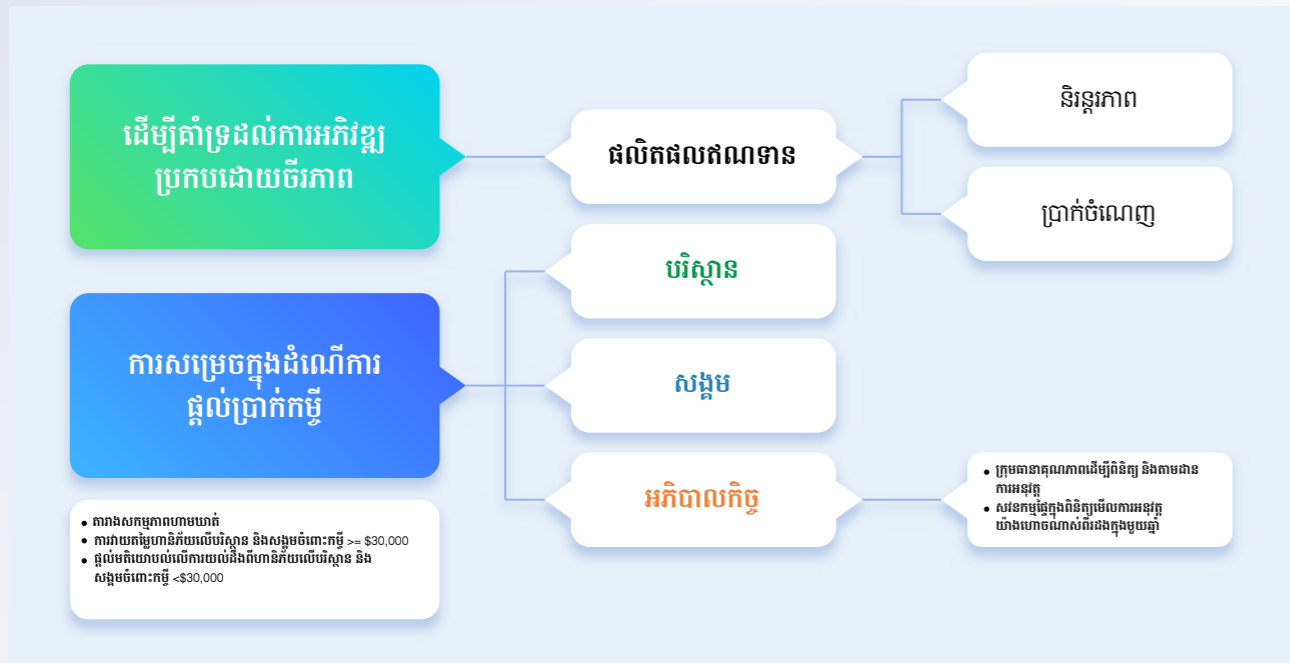 ដើម្បីគាំទ្រដល់ការអភិវឌ្ឍ
ប្រកបដោយចីរភាព
ផលិតផលឥណទាន
និរន្តរភាព
ប្រាក់ចំណេញ
ការសម្រេចក្នុងដំណើការ
ផ្តល់ប្រាក់កម្ចី
បរិស្ថាន
សង្គម
អភិបាលកិច្ច
• ក្រុមធានាគុណភាពដើម្បីពិនិត្យ និងតាមដាន
ការអនុវត្ត
• សវនកម្មផ្ទៃក្នុងពិនិត្យមើលការអនុវត្ត
យ៉ាងហោចណាស់ពីរដងក្នុងមួយឆ្នាំ
• តារាងសកម្មភាពហាមឃាត់
• ការវាយតម្លៃហានិភ័យលើបរិស្ថាន និងសង្គមចំពោះកម្ចី >= $30,000
• ផ្តល់មតិយោបល់លើការយល់ដឹងពីហានិភ័យលើបរិស្ថាន និង
សង្គមចំពោះកម្ចី <$30,000